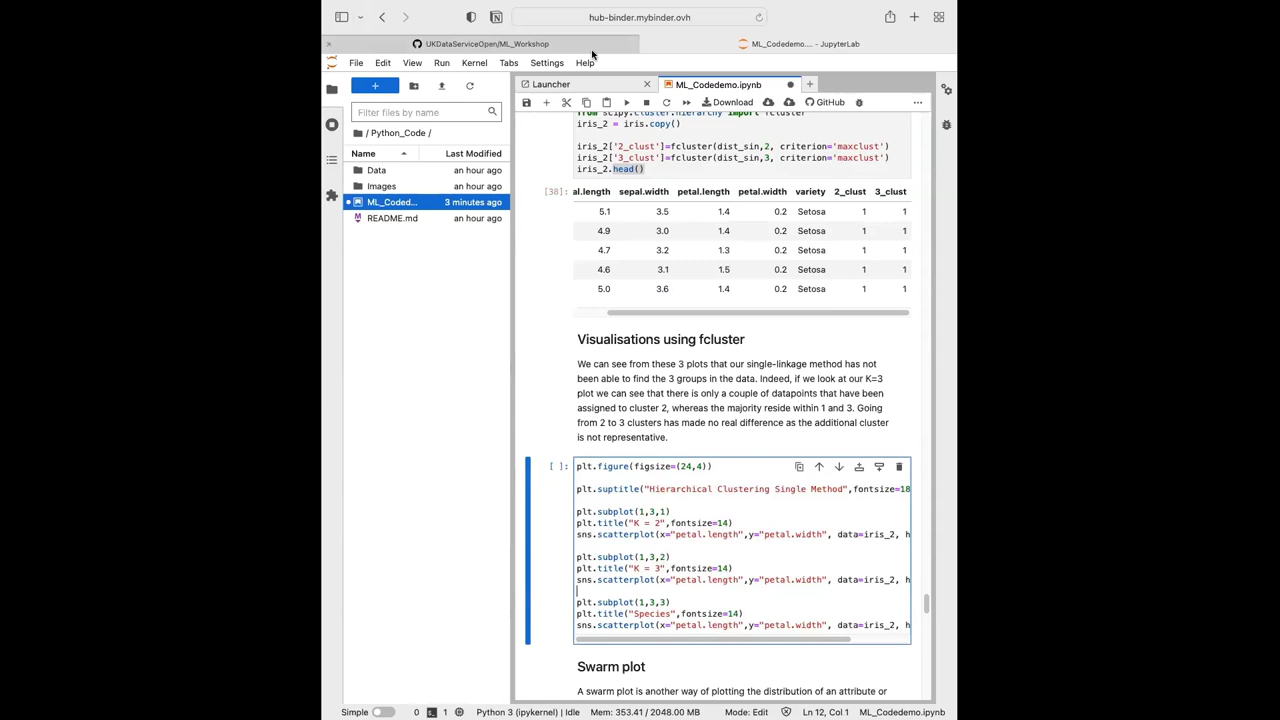 hub-binder.mybinder.ovh
UKDataServiceOpen/ML_Workshop
ML_Codedemo.... - JupyterLab
File Edit View Run Kernel Tabs Settings Help
Launcher
ML_Codedemo.ipynb
Download
GitHub
Filter files by name
/ Python_Code /
Name
Last Modified
Data an hour ago
Images an hour ago
ML_Coded... 3 minutes ago
README.md an hour ago
from scipy.cluster.hierarchy import fcluster
iris_2 = iris.copy()
iris_2['2_clust']=fcluster(dist_sin,2, criterion='maxclust')
iris_2['3_clust']=fcluster(dist_sin,3, criterion='maxclust')
iris_2.head()
[38]: al.length sepal.width petal.length petal.width variety 2_clust 3_clust
5.1 3.5 1.4 0.2 Setosa 1 1
4.9 3.0 1.4 0.2 Setosa 1 1
4.7 3.2 1.3 0.2 Setosa 1 1
4.6 3.1 1.5 0.2 Setosa 1 1
5.0 3.6 1.4 0.2 Setosa 1 1
Visualisations using fcluster
We can see from these 3 plots that our single-linkage method has not
been able to find the 3 groups in the data. Indeed, if we look at our K=3
plot we can see that there is only a couple of datapoints that have been
assigned to cluster 2, whereas the majority reside within 1 and 3. Going
from 2 to 3 clusters has made no real difference as the additional cluster
is not representative.
[ ]: plt.figure(figsize=(24,4))
plt.suptitle("Hierarchical Clustering Single Method",fontsize=18
plt.subplot(1,3,1)
plt.title("K = 2",fontsize=14)
sns.scatterplot(x="petal.length",y="petal.width", data=iris_2, h
plt.subplot(1,3,2)
plt.title("K = 3",fontsize=14)
sns.scatterplot(x="petal.length",y="petal.width", data=iris_2, h
plt.subplot(1,3,3)
plt.title("Species",fontsize=14)
sns.scatterplot(x="petal.length",y="petal.width", data=iris_2, h
Swarm plot
A swarm plot is another way of plotting the distribution of an attribute or
Simple 0 1 Python 3 (ipykernel) | Idle Mem: 353.41 / 2048.00 MB Mode: Edit Ln 12, Col 1 ML_Codedemo.ipynb